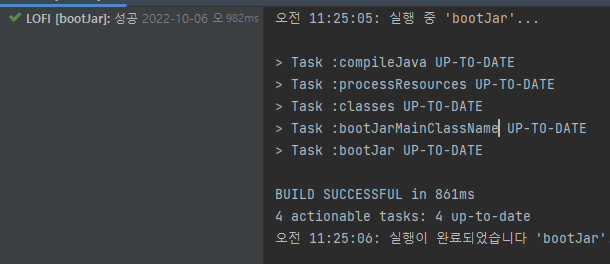 LOFI [bootJar]: 성공 2022-10-06 오 982ms
오전 11:25:05: 실행 중 'bootJar'...
> Task :compileJava UP-TO-DATE
> Task :processResources UP-TO-DATE
> Task :classes UP-TO-DATE
> Task :bootJarMainClassName UP-TO-DATE
> Task :bootJar UP-TO-DATE
BUILD SUCCESSFUL in 861ms
4 actionable tasks: 4 up-to-date
오전 11:25:06: 실행이 완료되었습니다 'bootJar'